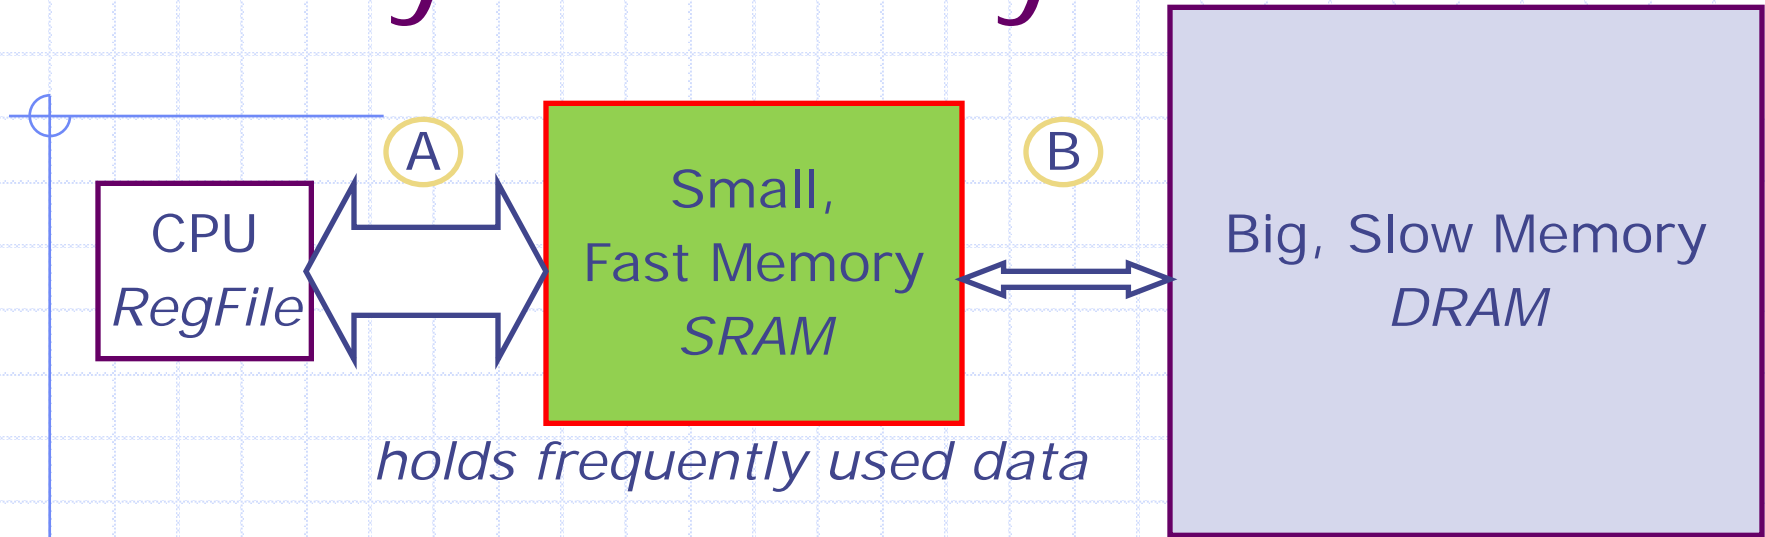 A
B
CPU
RegFile
Small,
Fast Memory
SRAM
Big, Slow Memory
DRAM
holds frequently used data